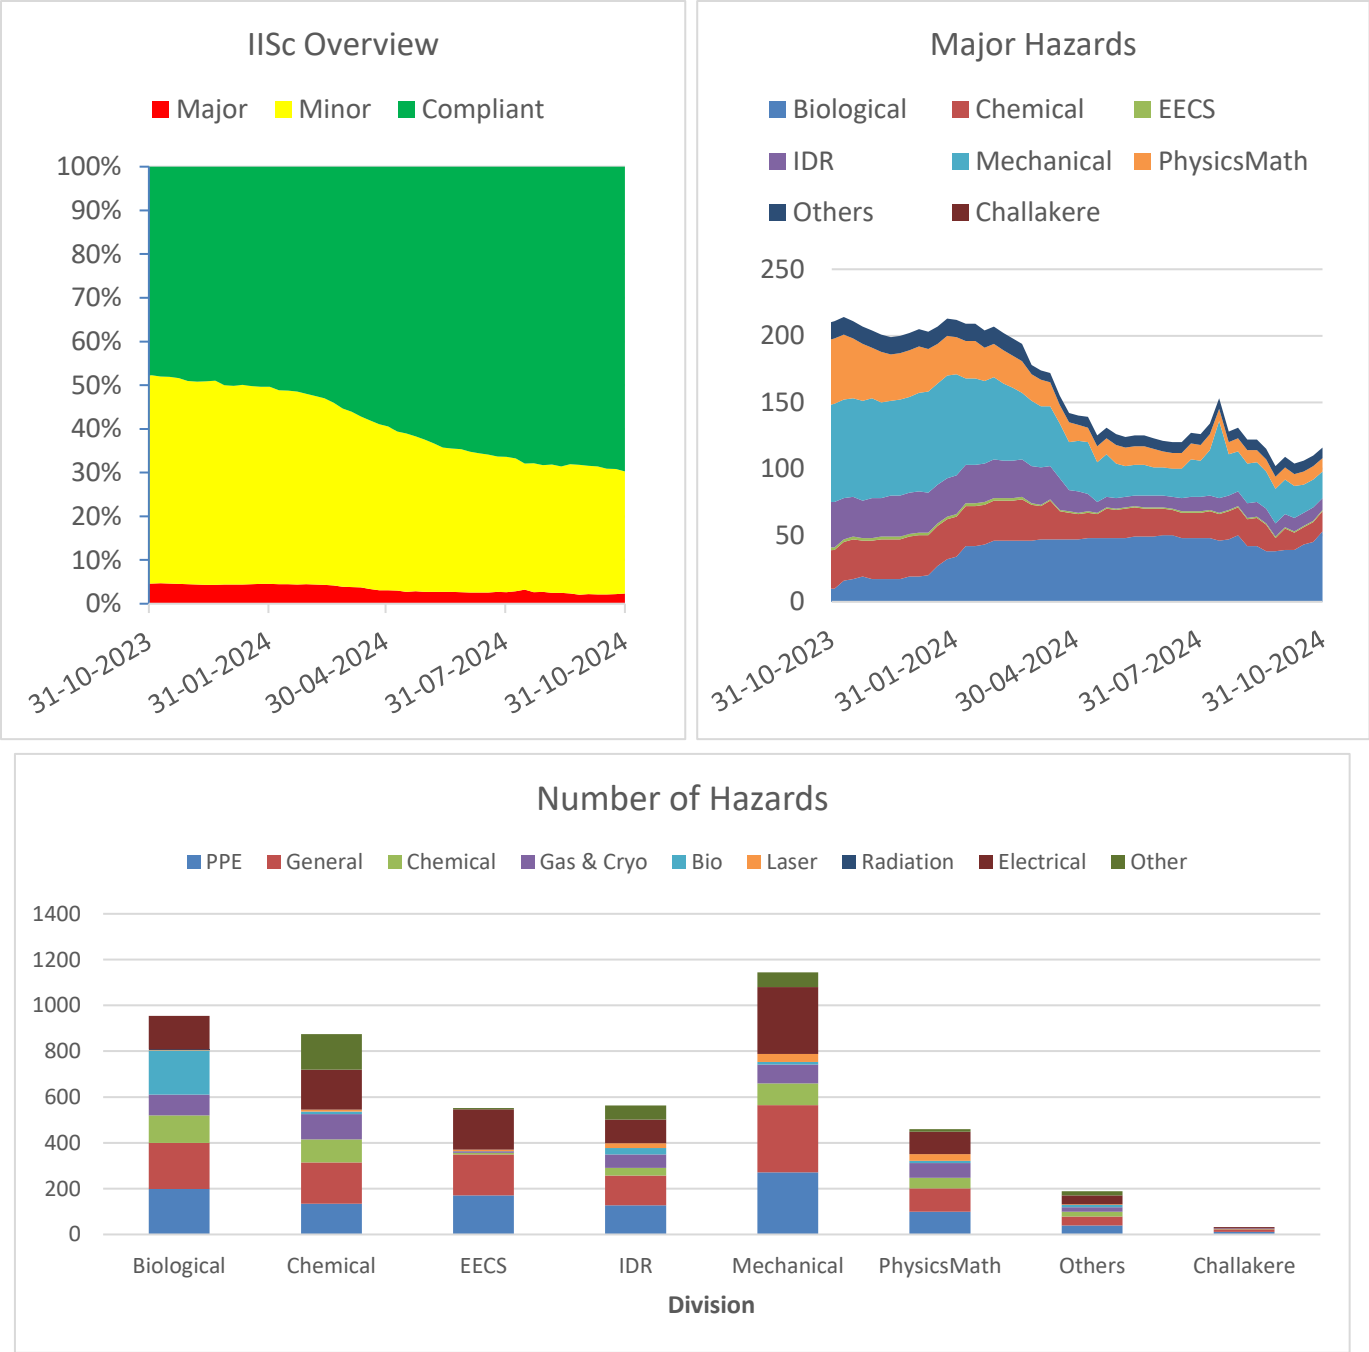 IISc Overview
Major Minor Compliant
100%
90%
80%
70%
60%
50%
40%
30%
20%
10%
0%
31-10-2023 31-01-2024 30-04-2024 31-07-2024 31-10-2024
Major Hazards
Biological Chemical EECS
IDR Mechanical PhysicsMath
Others Challakere
250
200
150
100
50
0
31-10-2023 31-01-2024 30-04-2024 31-07-2024 31-10-2024
Number of Hazards
PPE General Chemical Gas & Cryo Bio Laser Radiation Electrical Other
1400
1200
1000
800
600
400
200
0
Biological Chemical EECS IDR Mechanical PhysicsMath Others Challakere
Division